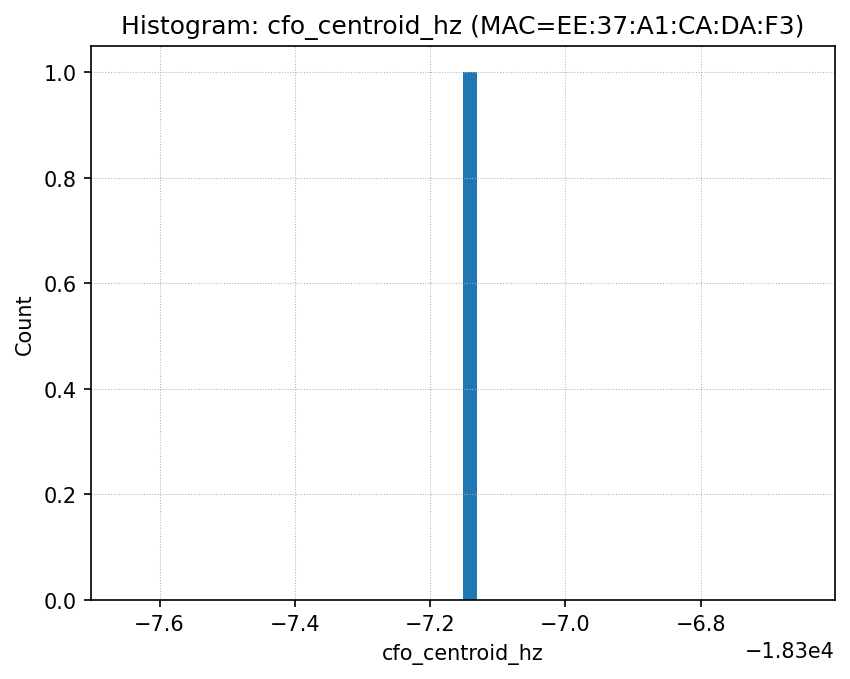 Histogram: cfo_centroid_hz (MAC=EE:37:A1:CA:DA:F3)
1.0
0.8
0.6
0.4
0.2
0.0
Count
−7.6 −7.4 −7.2 −7.0 −6.8
−1.83e4
cfo_centroid_hz